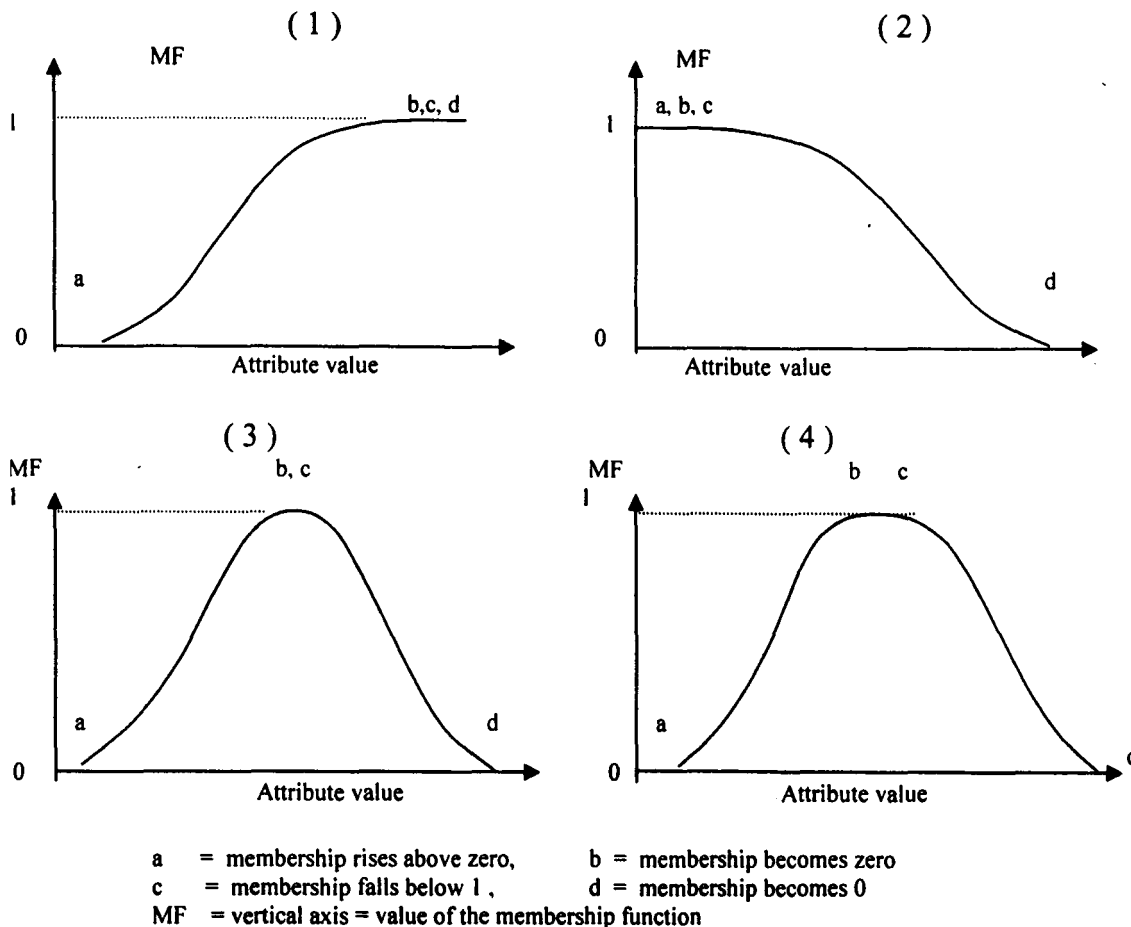 ( 1 )
MF
b,c, d
1
a
0
Attribute value
( 2 )
MF
a, b, c
1
d
0
Attribute value
( 3 )
MF
b, c
1
a
d
0
Attribute value
( 4 )
MF
b c
1
a
0
Attribute value
a = membership rises above zero, b = membership becomes zero
c = membership falls below 1 , d = membership becomes 0
MF = vertical axis = value of the membership function